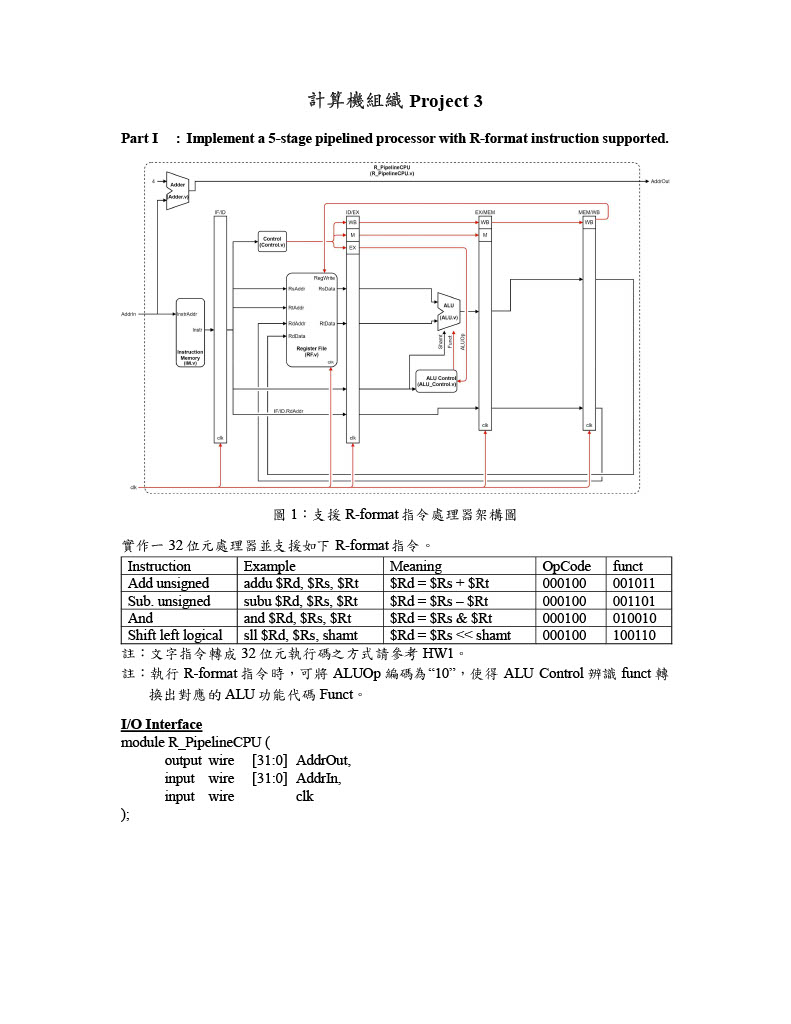 計算機組織 Project 3
Part I : Implement a 5-stage pipelined processor with R-format instruction supported.
R_PipelineCPU
(R_PipelineCPU.v)
4
Adder
(Adder.v)
AddrOut
IF/ID
ID/EX
EX/MEM
MEM/WB
WB
WB
WB
Control
(Control.v)
M
M
EX
RegWrite
RsAddr
RsData
RtAddr
RdAddr
RtData
RdData
Register File
(RF.v)
clk
AddrIn
InstrAddr
Instr
Instruction
Memory
(IM.v)
ALU
(ALU.v)
Shamt
Funct
ALUOp
ALU Control
(ALU_Control.v)
IF/ID.RdAddr
clk
clk
clk
clk
clk
圖 1：支援 R-format 指令處理器架構圖
實作一 32 位元處理器並支援如下 R-format 指令。
Instruction Example Meaning OpCode funct
Add unsigned addu $Rd, $Rs, $Rt $Rd = $Rs + $Rt 000100 001011
Sub. unsigned subu $Rd, $Rs, $Rt $Rd = $Rs – $Rt 000100 001101
And and $Rd, $Rs, $Rt $Rd = $Rs & $Rt 000100 010010
Shift left logical sll $Rd, $Rs, shamt $Rd = $Rs << shamt 000100 100110
註：文字指令轉成 32 位元執行碼之方式請參考 HW1。
註：執行 R-format 指令時，可將 ALUOp 編碼為“10”，使得 ALU Control 辨識 funct 轉
換出對應的 ALU 功能代碼 Funct。
I/O Interface
module R_PipelineCPU (
output wire [31:0] AddrOut,
input wire [31:0] AddrIn,
input wire clk
);